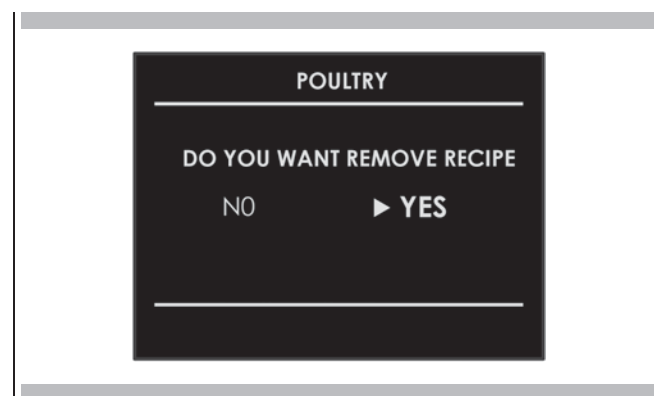 POULTRY
DO YOU WANT REMOVE RECIPE
N0 ▶ YES